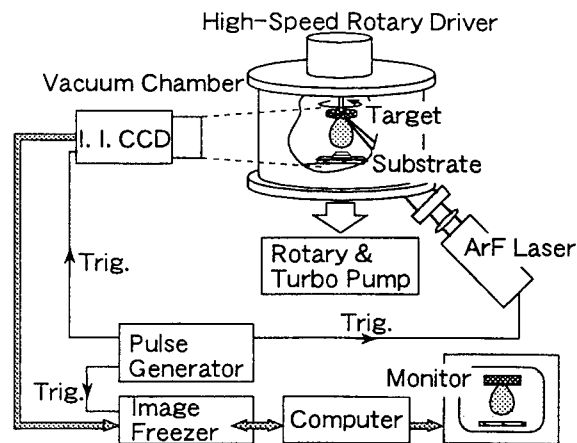 High-Speed Rotary Driver
Vacuum Chamber
Target
I. I. CCD
Substrate
ArF Laser
Rotary &
Turbo Pump
Trig.
Trig.
Pulse
Generator
Trig.
Monitor
Image
Freezer
Computer